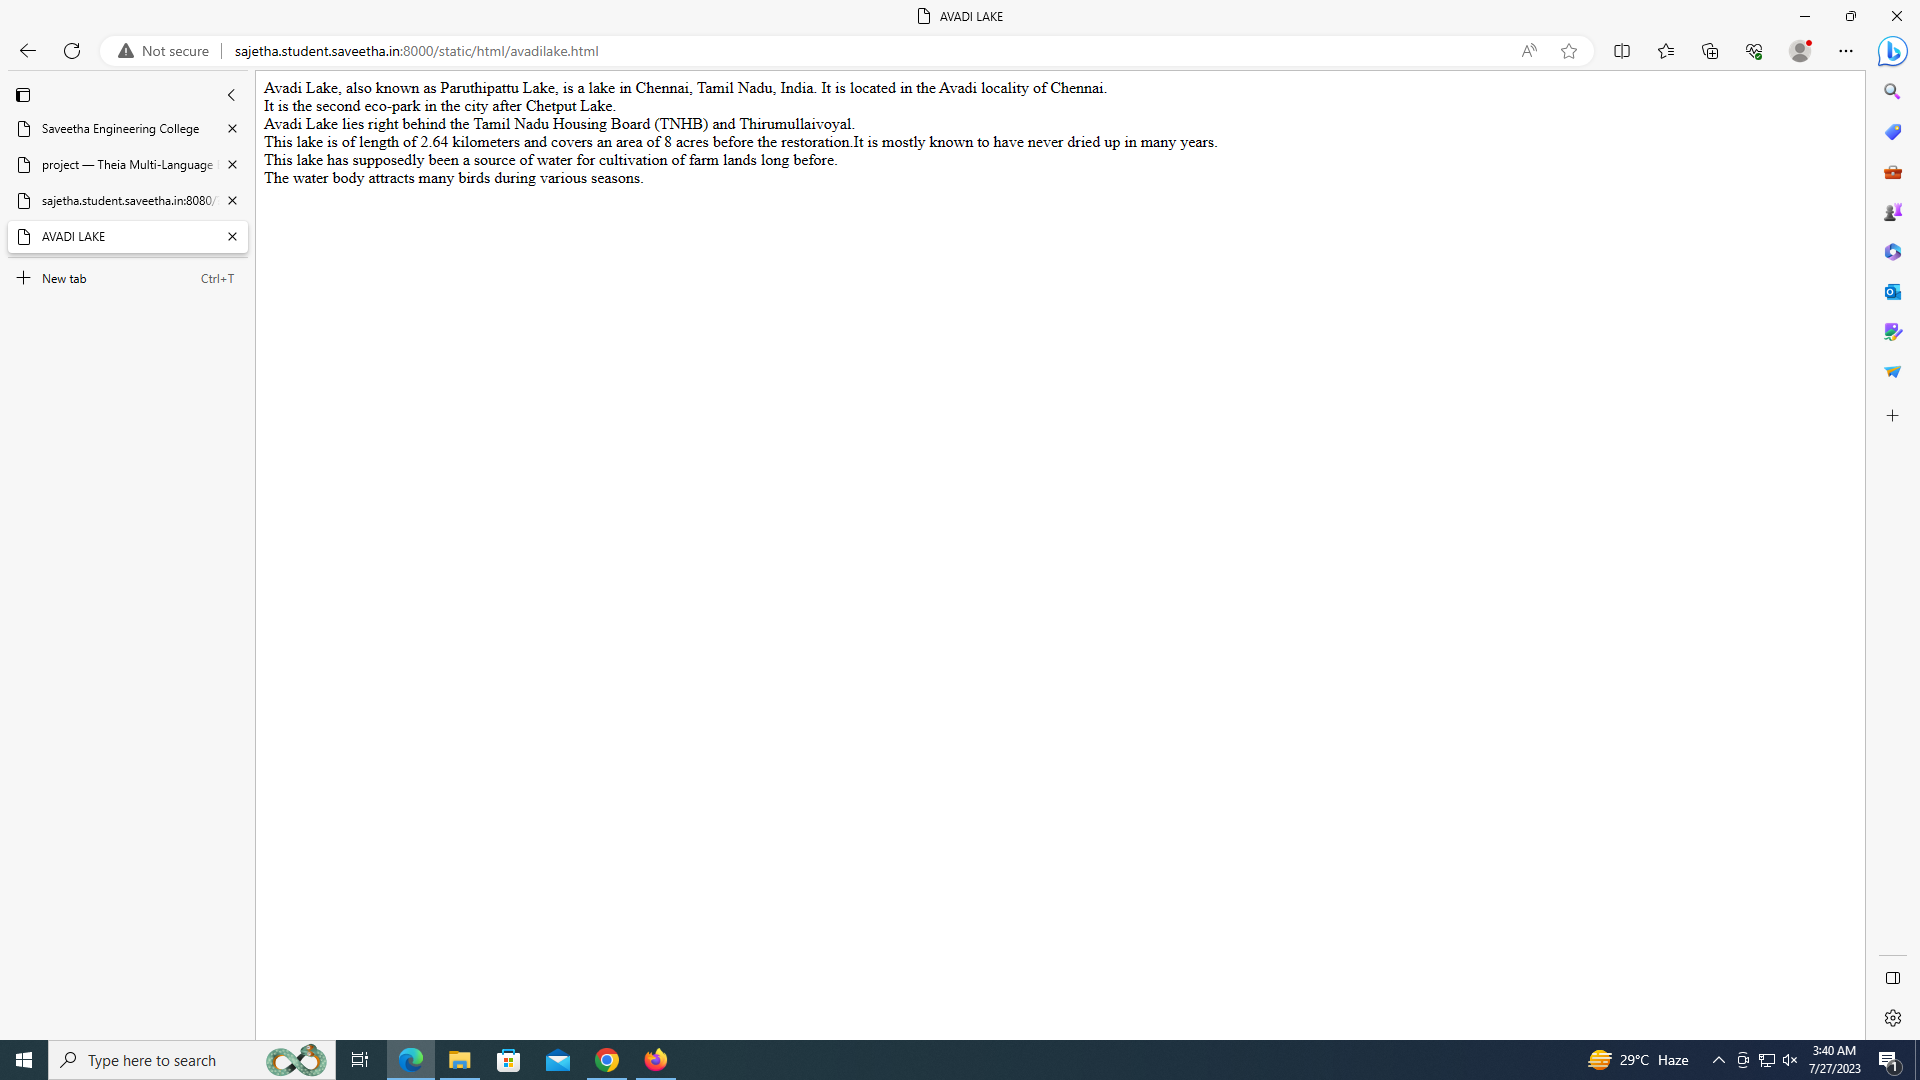 AVADI LAKE
Not secure
sajetha.student.saveetha.in:8000/static/html/avadilake.html
Saveetha Engineering College
project — Theia Multi-Language
sajetha.student.saveetha.in:8080/
AVADI LAKE
New tab Ctrl+T
Avadi Lake, also known as Paruthipattu Lake, is a lake in Chennai, Tamil Nadu, India. It is located in the Avadi locality of Chennai.
It is the second eco-park in the city after Chetput Lake.
Avadi Lake lies right behind the Tamil Nadu Housing Board (TNHB) and Thirumullaivoyal.
This lake is of length of 2.64 kilometers and covers an area of 8 acres before the restoration.It is mostly known to have never dried up in many years.
This lake has supposedly been a source of water for cultivation of farm lands long before.
The water body attracts many birds during various seasons.
Type here to search
29°C Haze
3:40 AM
7/27/2023
1